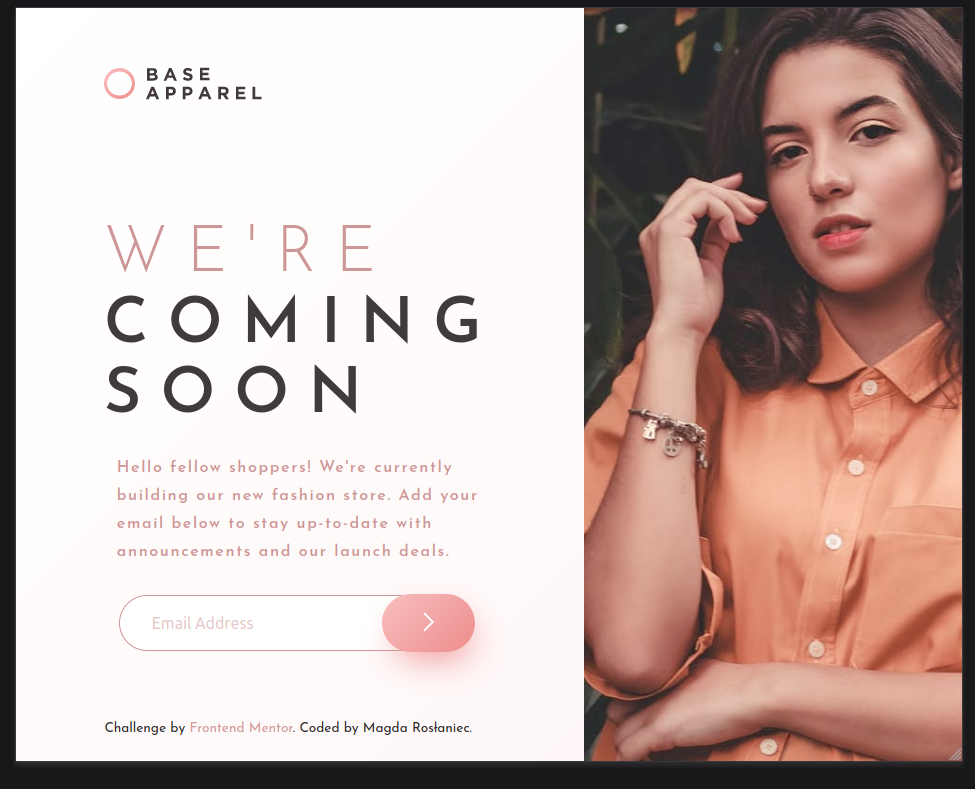 BASE
APPAREL
WE'RE
COMING
SOON
Hello fellow shoppers! We're currently
building our new fashion store. Add your
email below to stay up-to-date with
announcements and our launch deals.
Email Address
Challenge by Frontend Mentor. Coded by Magda Rosłaniec.